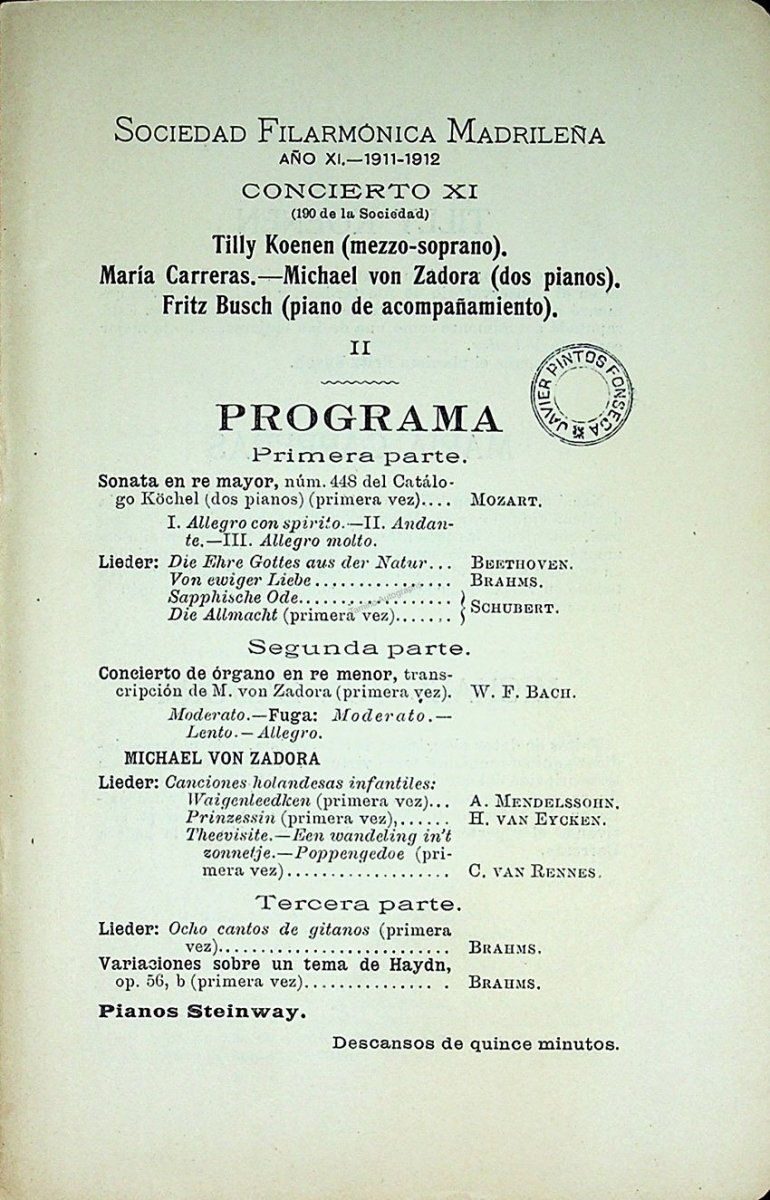 SOCIEDAD FILARMÓNICA MADRILEÑA
AÑO XI.—1911-1912
CONCIERTO XI
(190 de la Sociedad)
Tilly Koenen (mezzo-soprano).
María Carreras.—Michael von Zadora (dos pianos).
Fritz Busch (piano de acompañamiento).
II
JAVIER PINTOS FONSECA
PROGRAMA
Primera parte.
Sonata en re mayor, núm. 448 del Catálo-
go Köchel (dos pianos) (primera vez).... MOZART.
I. Allegro con spirito.—II. Andan-
te.—III. Allegro molto.
Lieder: Die Ehre Gottes aus der Natur... BEETHOVEN.
Von ewiger Liebe................ BRAHMS.
Sapphische Ode..................
Die Allmacht (primera vez)....... } SCHUBERT.
Segunda parte.
Concierto de órgano en re menor, trans-
cripción de M. von Zadora (primera vez). W. F. BACH.
Moderato.—Fuga: Moderato.—
Lento.—Allegro.
MICHAEL VON ZADORA
Lieder: Canciones holandesas infantiles:
Waigenleedken (primera vez)... A. MENDELSSOHN.
Prinzessin (primera vez),...... H. VAN EYCKEN.
Theevisite.—Een wandeling in't
zonnetje.—Poppengedoe (pri-
mera vez)................... C. VAN RENNES.
Tercera parte.
Lieder: Ocho cantos de gitanos (primera
vez).......................... BRAHMS.
Variaciones sobre un tema de Haydn,
op. 56, b (primera vez)................ BRAHMS.
Pianos Steinway.
Descansos de quince minutos.